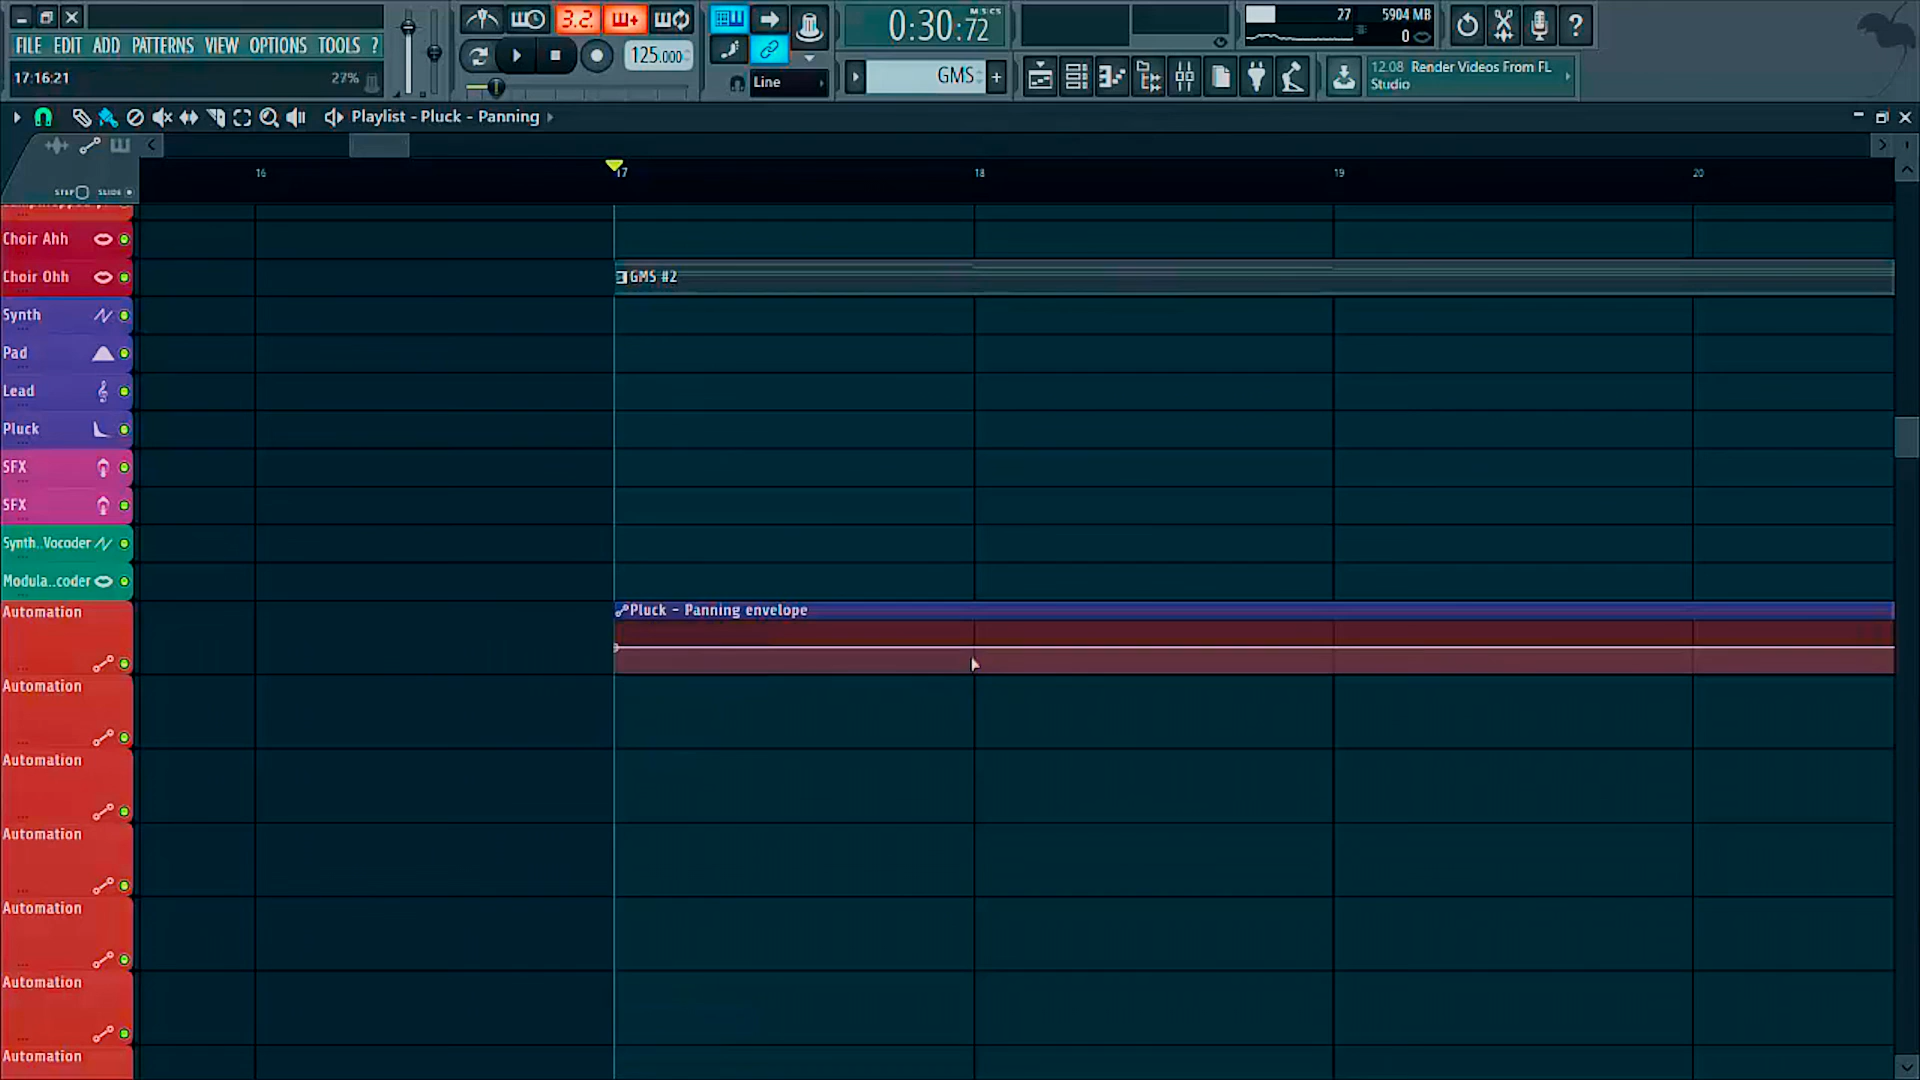 FILE EDIT ADD PATTERNS VIEW OPTIONS TOOLS ?
17:16:21 27%
3.2.
125.000
Line
0:30:72
M:S:CS
GMS
27
5904 MB
0
12.08 Render Videos From FL
Studio
Playlist - Pluck - Panning
STEP SLIDE
16 17 18 19 20
Choir Ahh
Choir Ohh
GMS #2
Synth
Pad
Lead
Pluck
SFX
SFX
Synth..Vocoder
Modula..coder
Automation
Pluck - Panning envelope
Automation
Automation
Automation
Automation
Automation
Automation